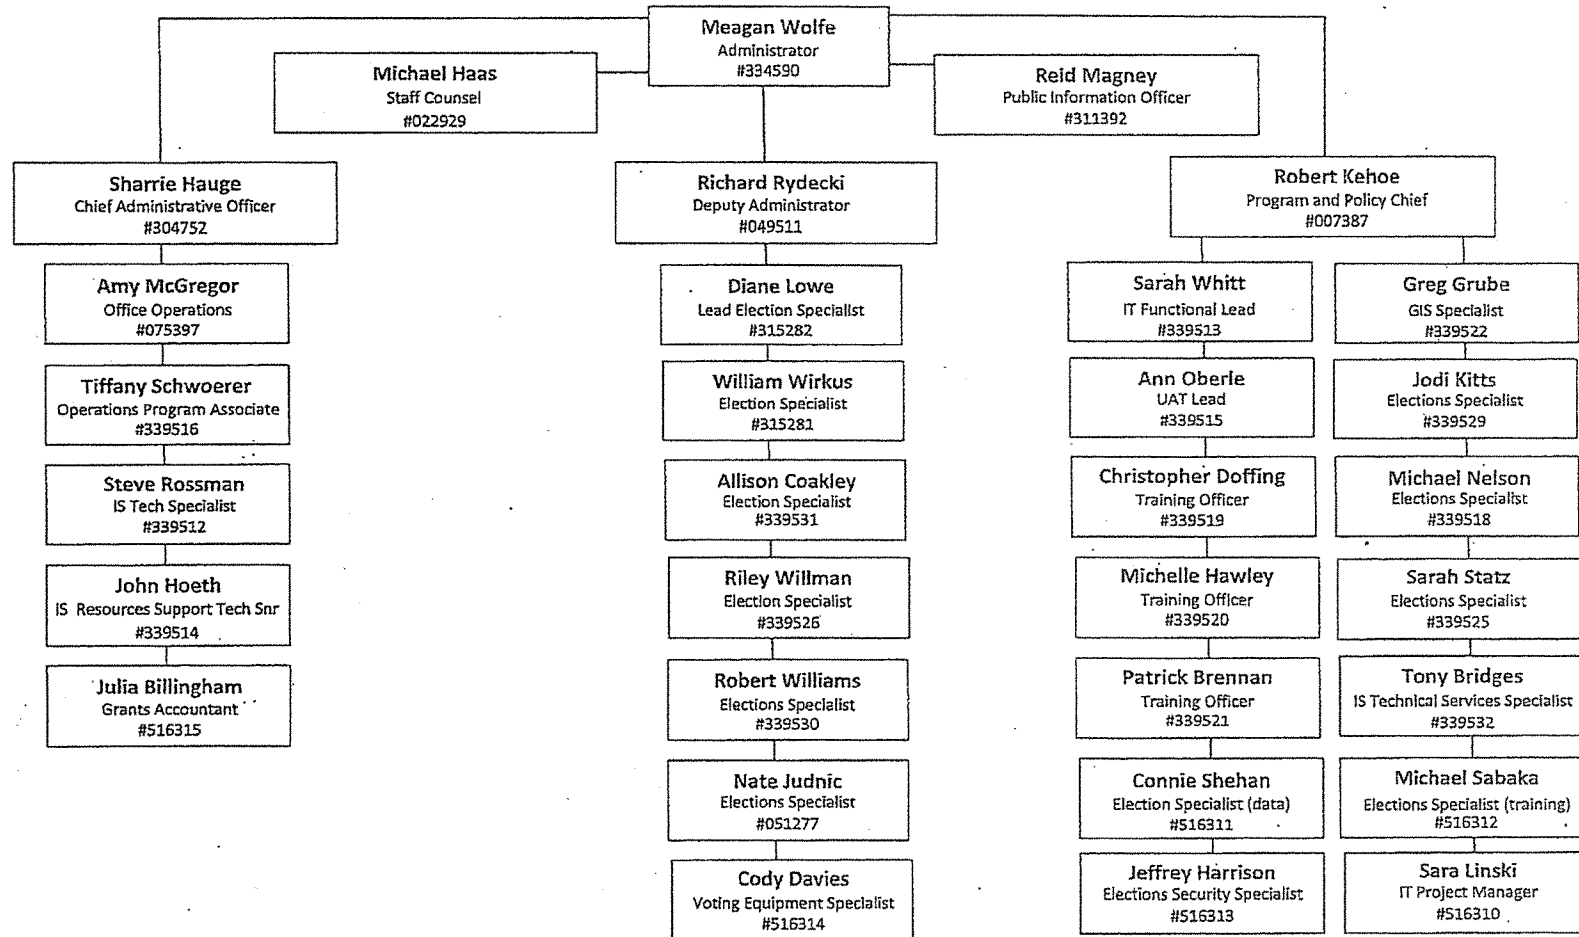 Meagan Wolfe
Administrator
#334590
Michael Haas
Staff Counsel
#022929
Reid Magney
Public Information Officer
#311392
Sharrie Hauge
Chief Administrative Officer
#304752
Richard Rydecki
Deputy Administrator
#049511
Robert Kehoe
Program and Policy Chief
#007387
Amy McGregor
Office Operations
#075397
Tiffany Schwoerer
Operations Program Associate
#339516
Steve Rossman
IS Tech Specialist
#339512
John Hoeth
IS Resources Support Tech Snr
#339514
Julia Billingham
Grants Accountant
#516315
Diane Lowe
Lead Election Specialist
#315282
William Wirkus
Election Specialist
#315281
Allison Coakley
Election Specialist
#339531
Riley Willman
Election Specialist
#339526
Robert Williams
Elections Specialist
#339530
Nate Judnic
Elections Specialist
#051277
Cody Davies
Voting Equipment Specialist
#516314
Sarah Whitt
IT Functional Lead
#339513
Ann Oberle
UAT Lead
#339515
Christopher Doffing
Training Officer
#339519
Michelle Hawley
Training Officer
#339520
Patrick Brennan
Training Officer
#339521
Connie Shehan
Election Specialist (data)
#516311
Jeffrey Harrison
Elections Security Specialist
#516313
Greg Grube
GIS Specialist
#339522
Jodi Kitts
Elections Specialist
#339529
Michael Nelson
Elections Specialist
#339518
Sarah Statz
Elections Specialist
#339525
Tony Bridges
IS Technical Services Specialist
#339532
Michael Sabaka
Elections Specialist (training)
#516312
Sara Linski
IT Project Manager
#516310